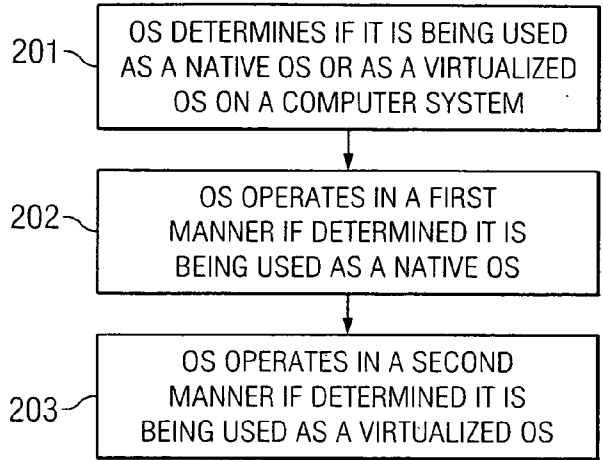 201
OS DETERMINES IF IT IS BEING USED
AS A NATIVE OS OR AS A VIRTUALIZED
OS ON A COMPUTER SYSTEM
202
OS OPERATES IN A FIRST
MANNER IF DETERMINED IT IS
BEING USED AS A NATIVE OS
203
OS OPERATES IN A SECOND
MANNER IF DETERMINED IT IS
BEING USED AS A VIRTUALIZED OS